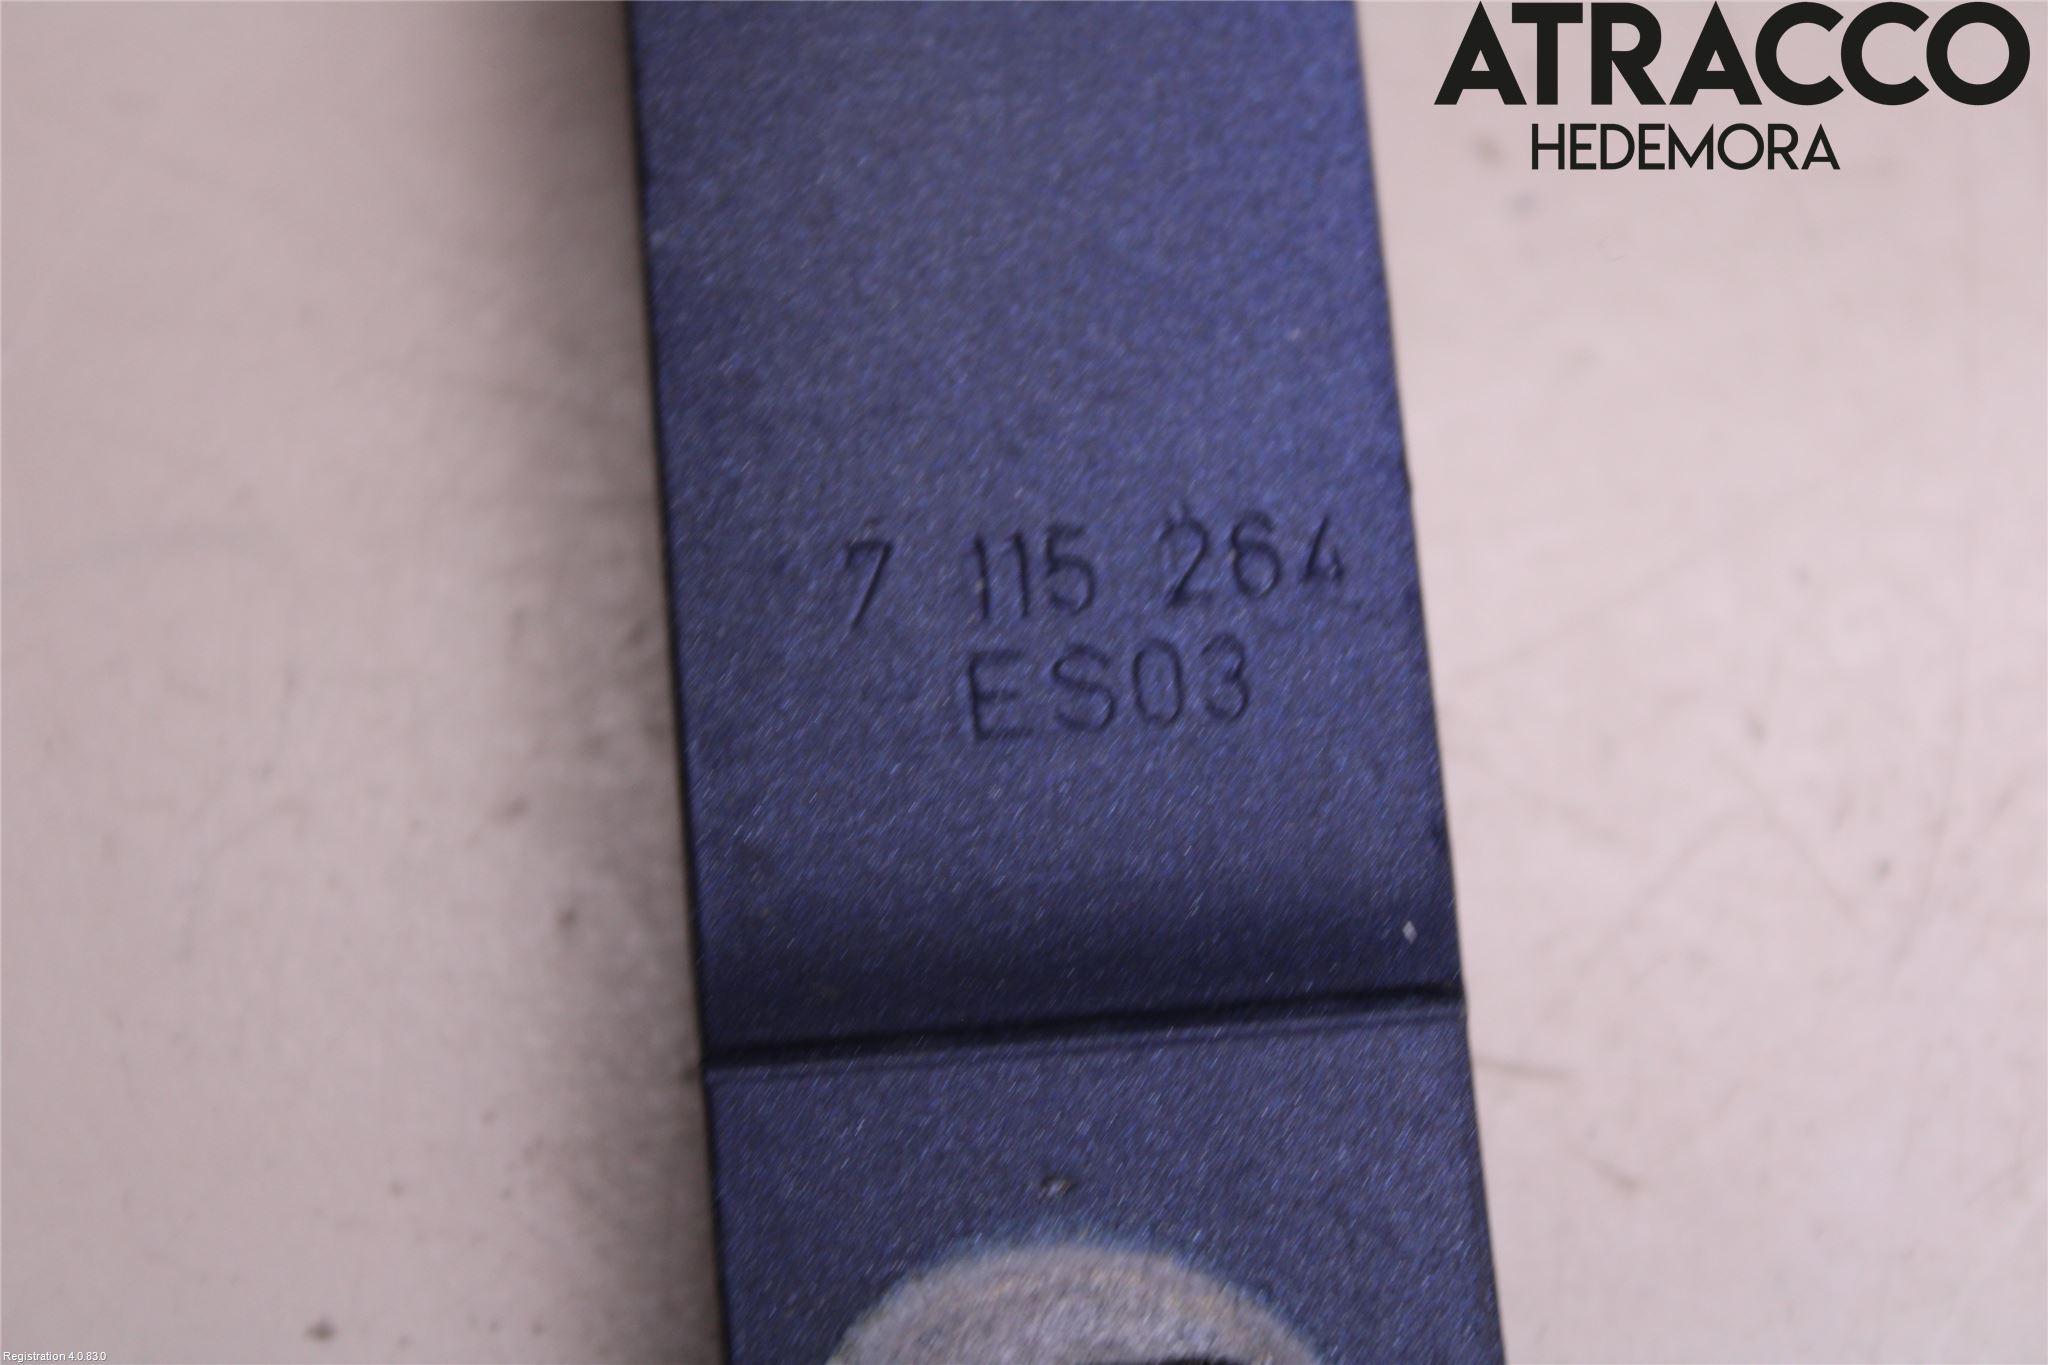 ATRACCO
HEDEMORA
7 115 264
ES03
Registration 4.0.83.0